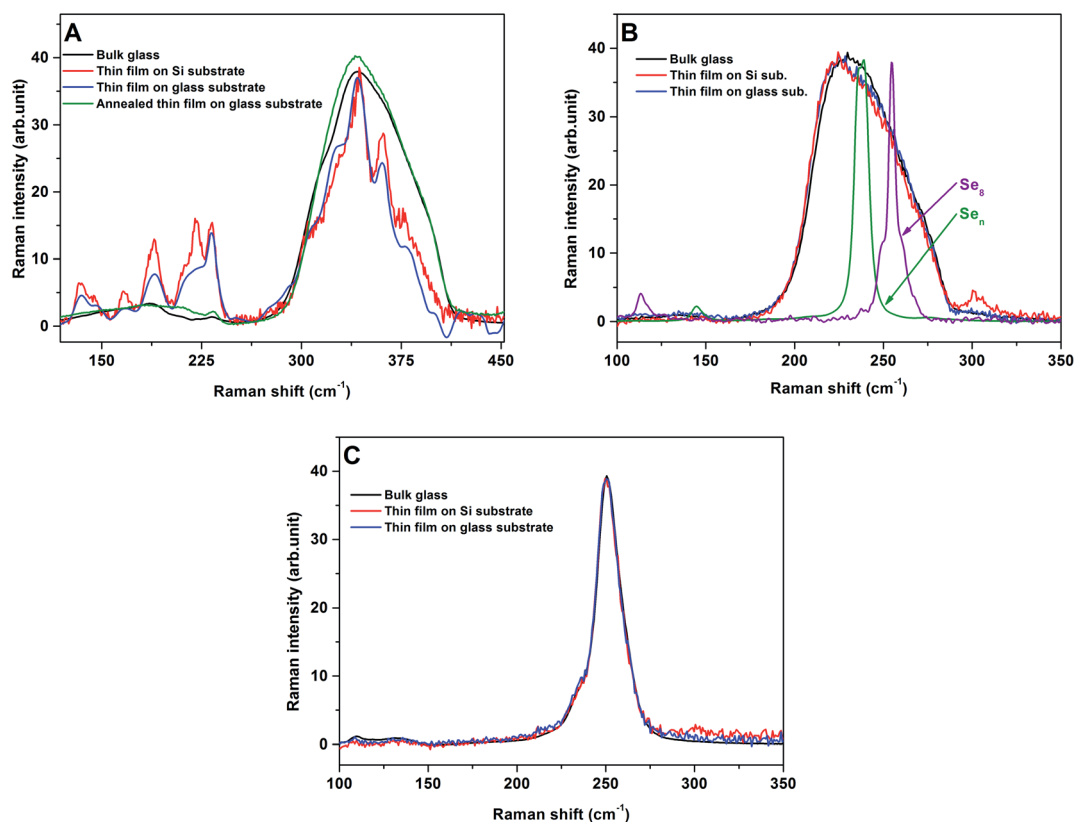 A
Bulk glass
Thin film on Si substrate
Thin film on glass substrate
Annealed thin film on glass substrate
40
30
20
10
0
150
225
300
375
452
Raman intensity (arb.unit)
Raman shift (cm⁻¹)
B
Bulk glass
Thin film on Si sub.
Thin film on glass sub.
Se₈
Seₙ
40
30
20
10
0
100
150
200
250
300
350
Raman intensity (arb.unit)
Raman shift (cm⁻¹)
C
Bulk glass
Thin film on Si substrate
Thin film on glass substrate
40
30
20
10
0
100
150
200
250
300
350
Raman intensity (arb.unit)
Raman shift (cm⁻¹)